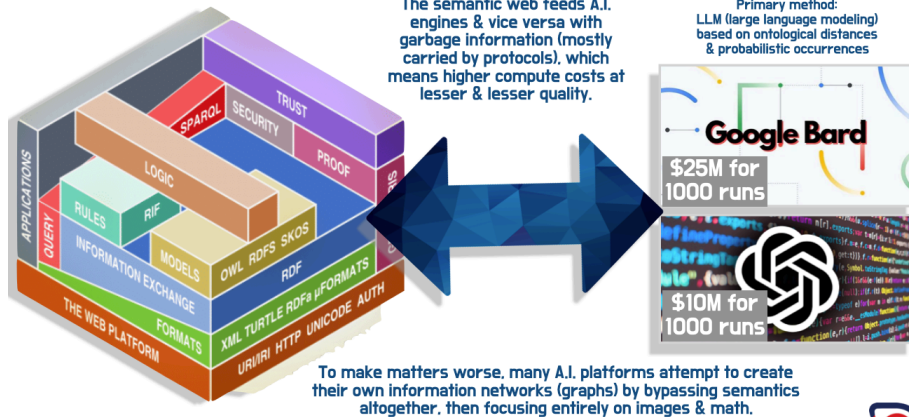 The semantic web feeds A.I.
engines & vice versa with
garbage information (mostly
carried by protocols), which
means higher compute costs at
lesser & lesser quality.
Primary method:
LLM (large language modeling)
based on ontological distances
& probabilistic occurrences
APPLICATIONS
TRUST
SPARQL
SECURITY
PROOF
LOGIC
RULES
RIF
QUERY
MODELS
OWL RDFS SKOS
INFORMATION EXCHANGE
RDF
FORMATS
XML TURTLE RDFa µFORMATS
THE WEB PLATFORM
URI/IRI HTTP UNICODE AUTH
Google Bard
$25M for
1000 runs
$10M for
1000 runs
To make matters worse, many A.I. platforms attempt to create
their own information networks (graphs) by bypassing semantics
altogether, then focusing entirely on images & math.